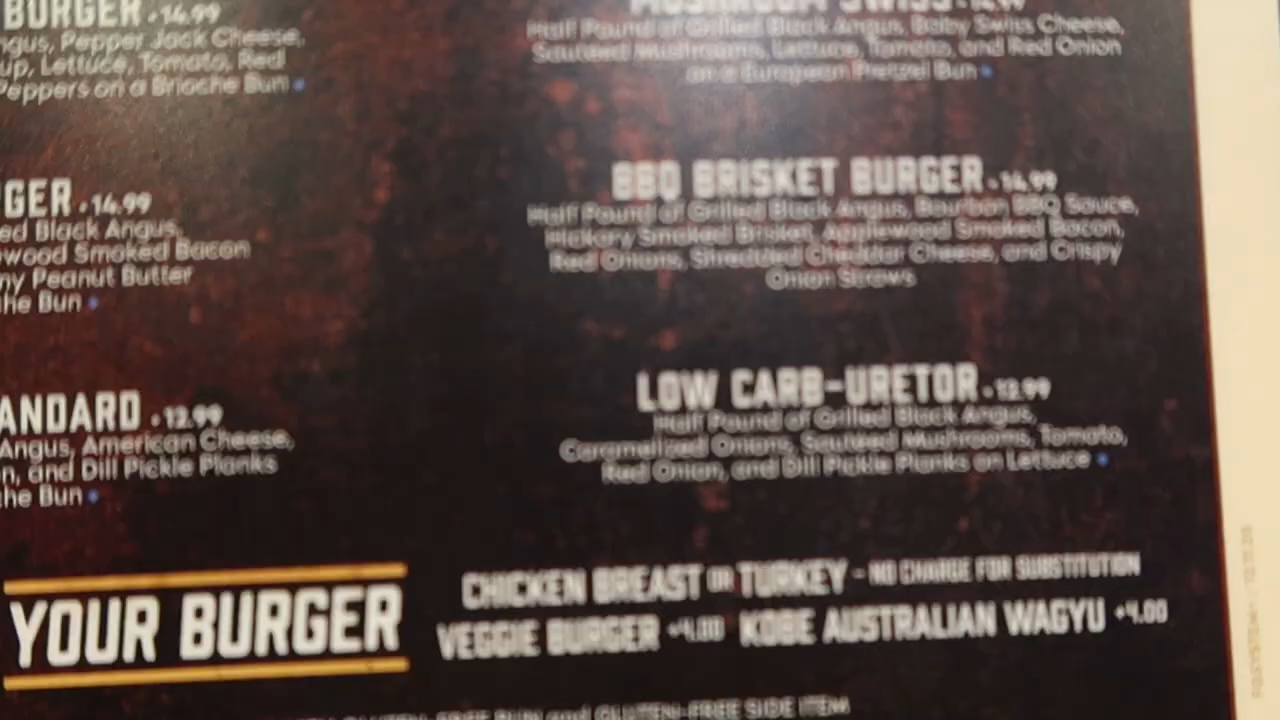 BURGER • 14.99
ngus, Pepper Jack Cheese,
up, Lettuce, Tomato, Red
Peppers on a Brioche Bun
GER • 14.99
ed Black Angus,
wood Smoked Bacon
ny Peanut Butter
he Bun
ANDARD • 12.99
Angus, American Cheese,
n, and Dill Pickle Planks
he Bun
MUSHROOM SWISS
Half Pound of Grilled Black Angus, Baby Swiss Cheese,
Sauteed Mushrooms, Lettuce, Tomato, and Red Onion
on a European Pretzel Bun
BBQ BRISKET BURGER • 14.99
Half Pound of Grilled Black Angus, Bourbon BBQ Sauce,
Hickory Smoked Brisket, Applewood Smoked Bacon,
Red Onions, Shredded Cheddar Cheese, and Crispy
Onion Straws
LOW CARB-URETOR • 12.99
Half Pound of Grilled Black Angus,
Caramelized Onions, Sauteed Mushrooms, Tomato,
Red Onion, and Dill Pickle Planks on Lettuce
YOUR BURGER
CHICKEN BREAST OR TURKEY - NO CHARGE FOR SUBSTITUTION
VEGGIE BURGER +4.00 KOBE AUSTRALIAN WAGYU +4.00
GLUTEN-FREE BUN and GLUTEN-FREE SIDE ITEM